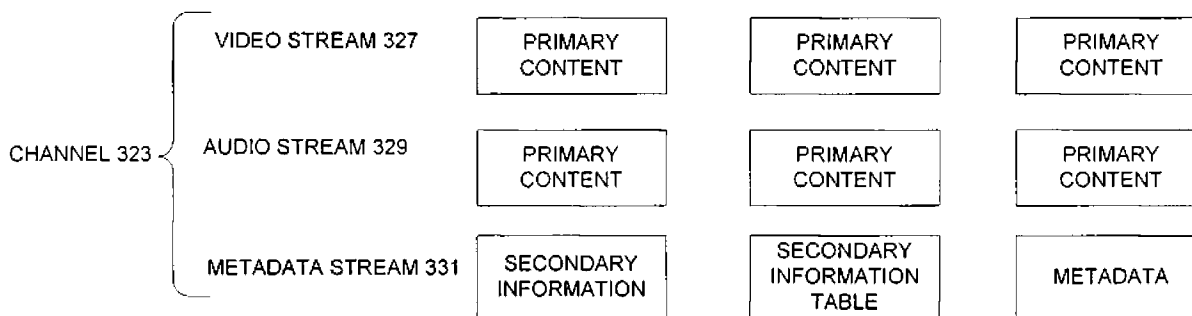 VIDEO STREAM 327
PRIMARY
CONTENT
PRIMARY
CONTENT
PRIMARY
CONTENT
CHANNEL 323
AUDIO STREAM 329
PRIMARY
CONTENT
PRIMARY
CONTENT
PRIMARY
CONTENT
METADATA STREAM 331
SECONDARY
INFORMATION
SECONDARY
INFORMATION
TABLE
METADATA